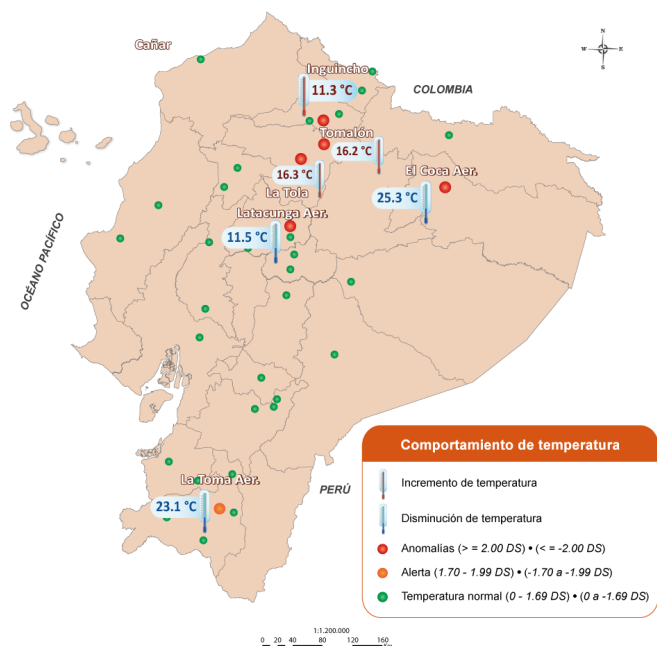 Cañar
Inguincho
11.3 °C
COLOMBIA
N
W E
S
Tomalón
16.2 °C
16.3 °C
La Tola
El Coca Aer.
25.3 °C
Latacunga Aer.
11.5 °C
OCÉANO PACÍFICO
La Toma Aer.
23.1 °C
PERÚ
Comportamiento de temperatura
Incremento de temperatura
Disminución de temperatura
Anomalías (> = 2.00 DS) • (< = -2.00 DS)
Alerta (1.70 - 1.99 DS) • (-1.70 a -1.99 DS)
Temperatura normal (0 - 1.69 DS) • (0 a -1.69 DS)
1:1.200.000
0 20 40 80 120 160
Km